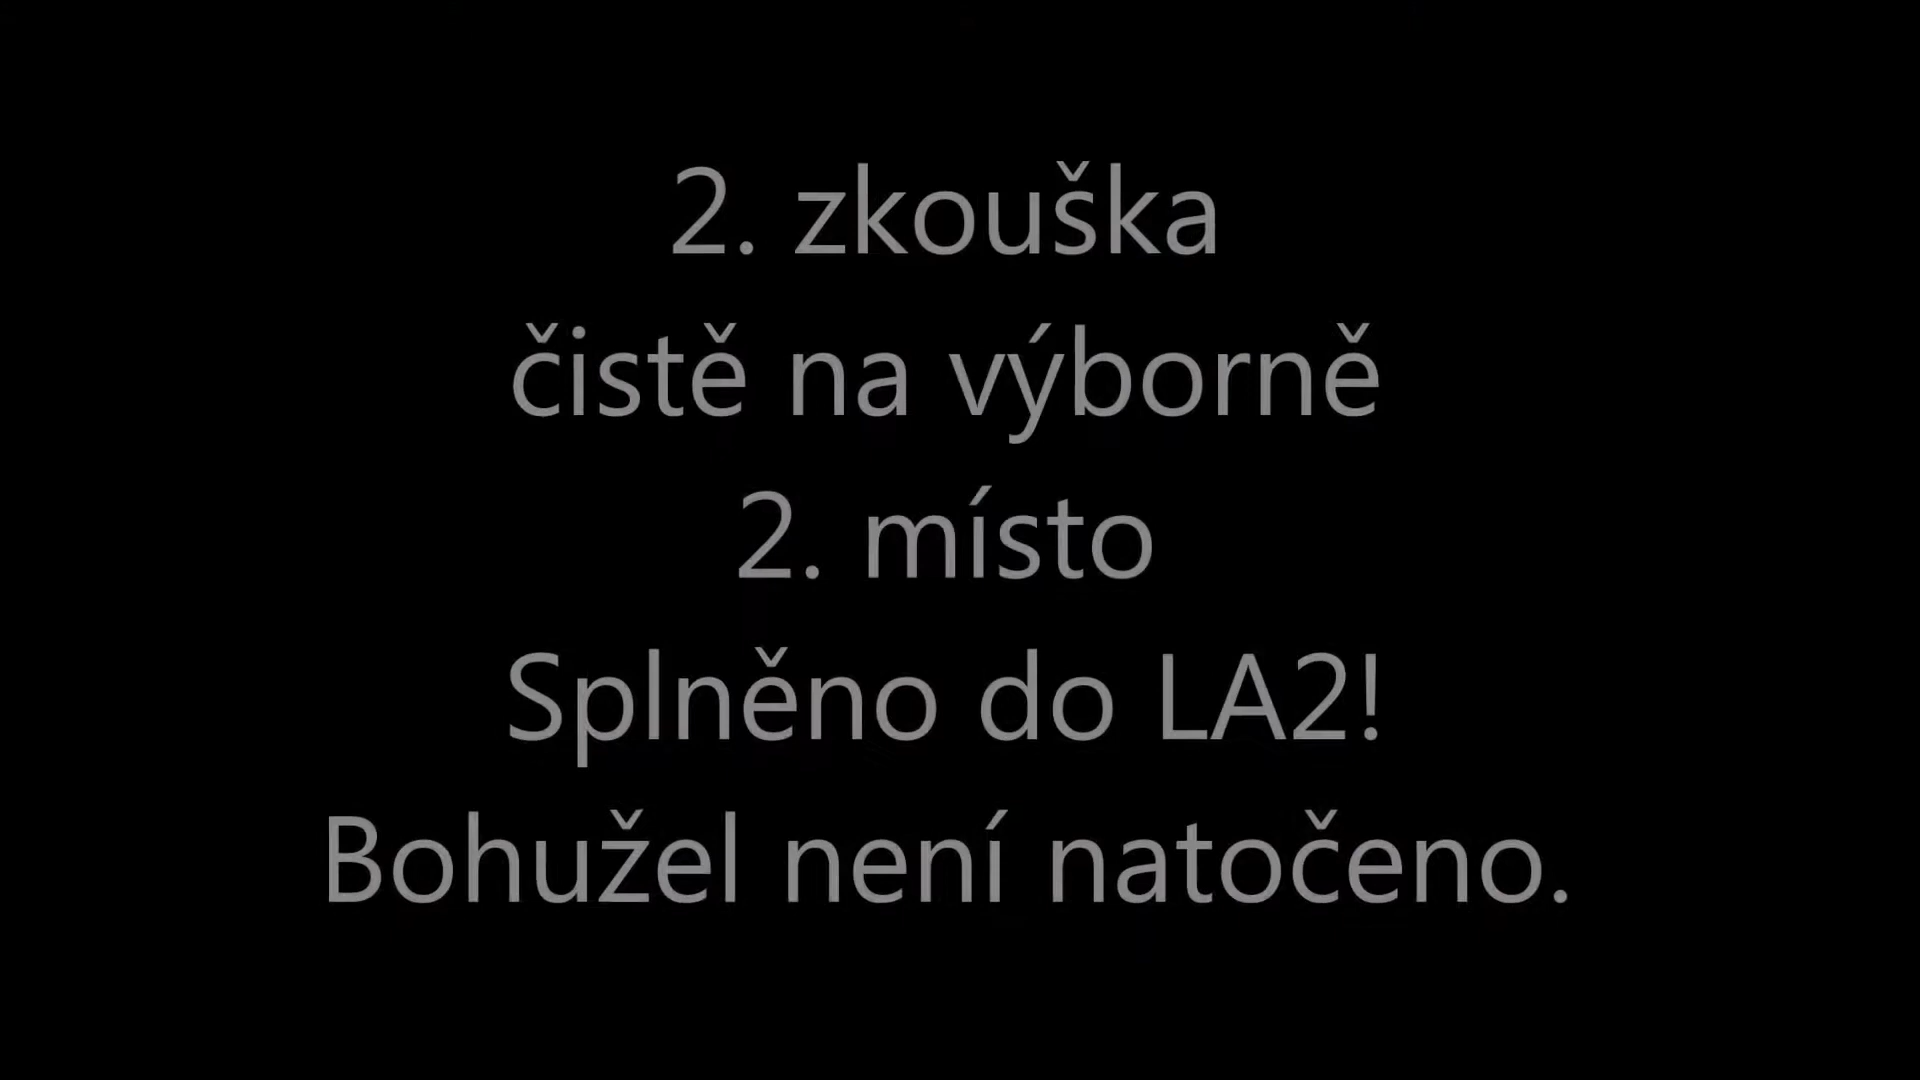 2. zkouška
čistě na výborně
2. místo
Splněno do LA2!
Bohužel není natočeno.